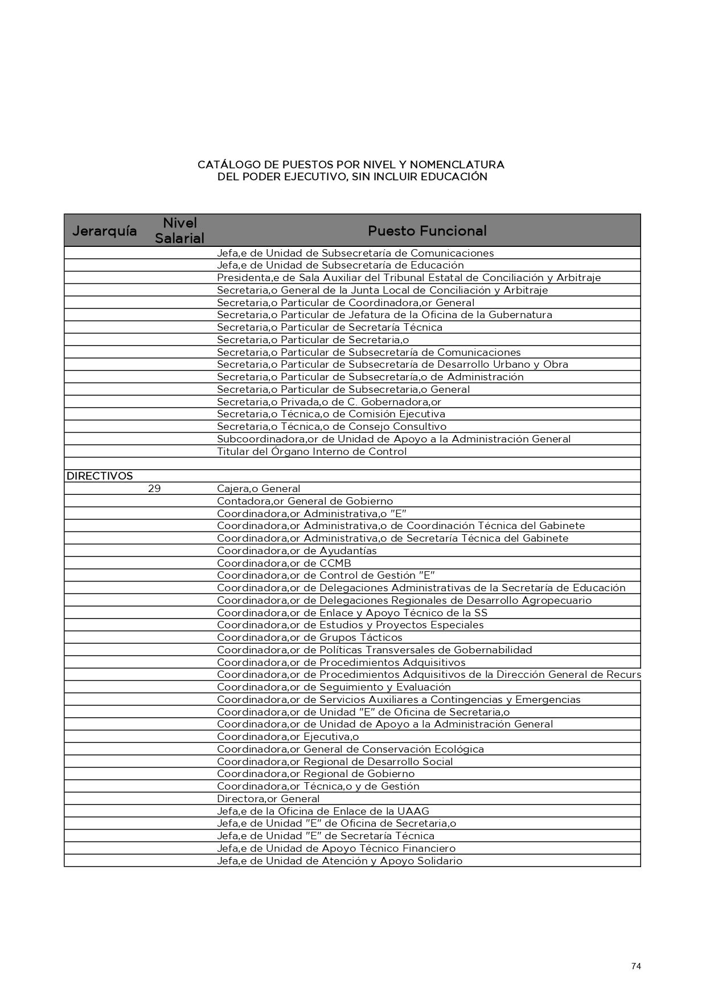 CATÁLOGO DE PUESTOS POR NIVEL Y NOMENCLATURA
DEL PODER EJECUTIVO, SIN INCLUIR EDUCACIÓN
Jerarquía Nivel Salarial Puesto Funcional
Jefa,e de Unidad de Subsecretaría de Comunicaciones
Jefa,e de Unidad de Subsecretaría de Educación
Presidenta,e de Sala Auxiliar del Tribunal Estatal de Conciliación y Arbitraje
Secretaria,o General de la Junta Local de Conciliación y Arbitraje
Secretaria,o Particular de Coordinadora,or General
Secretaria,o Particular de Jefatura de la Oficina de la Gubernatura
Secretaria,o Particular de Secretaría Técnica
Secretaria,o Particular de Secretaria,o
Secretaria,o Particular de Subsecretaría de Comunicaciones
Secretaria,o Particular de Subsecretaría de Desarrollo Urbano y Obra
Secretaria,o Particular de Subsecretaría,o de Administración
Secretaria,o Particular de Subsecretaria,o General
Secretaria,o Privada,o de C. Gobernadora,or
Secretaria,o Técnica,o de Comisión Ejecutiva
Secretaria,o Técnica,o de Consejo Consultivo
Subcoordinadora,or de Unidad de Apoyo a la Administración General
Titular del Órgano Interno de Control
DIRECTIVOS
29 Cajera,o General
Contadora,or General de Gobierno
Coordinadora,or Administrativa,o "E"
Coordinadora,or Administrativa,o de Coordinación Técnica del Gabinete
Coordinadora,or Administrativa,o de Secretaría Técnica del Gabinete
Coordinadora,or de Ayudantías
Coordinadora,or de CCMB
Coordinadora,or de Control de Gestión "E"
Coordinadora,or de Delegaciones Administrativas de la Secretaría de Educación
Coordinadora,or de Delegaciones Regionales de Desarrollo Agropecuario
Coordinadora,or de Enlace y Apoyo Técnico de la SS
Coordinadora,or de Estudios y Proyectos Especiales
Coordinadora,or de Grupos Tácticos
Coordinadora,or de Políticas Transversales de Gobernabilidad
Coordinadora,or de Procedimientos Adquisitivos
Coordinadora,or de Procedimientos Adquisitivos de la Dirección General de Recurs
Coordinadora,or de Seguimiento y Evaluación
Coordinadora,or de Servicios Auxiliares a Contingencias y Emergencias
Coordinadora,or de Unidad "E" de Oficina de Secretaria,o
Coordinadora,or de Unidad de Apoyo a la Administración General
Coordinadora,or Ejecutiva,o
Coordinadora,or General de Conservación Ecológica
Coordinadora,or Regional de Desarrollo Social
Coordinadora,or Regional de Gobierno
Coordinadora,or Técnica,o y de Gestión
Directora,or General
Jefa,e de la Oficina de Enlace de la UAAG
Jefa,e de Unidad "E" de Oficina de Secretaria,o
Jefa,e de Unidad "E" de Secretaría Técnica
Jefa,e de Unidad de Apoyo Técnico Financiero
Jefa,e de Unidad de Atención y Apoyo Solidario
74